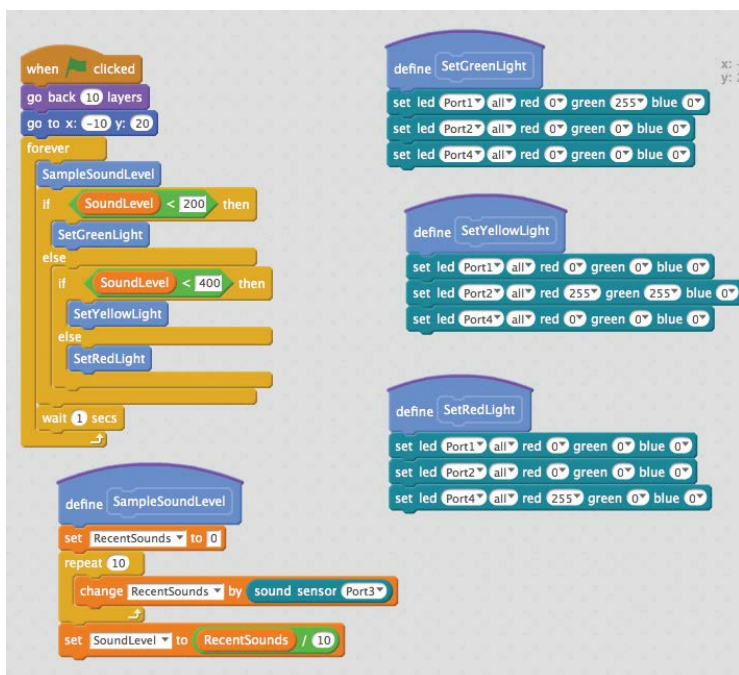 when clicked
go back 10 layers
go to x: -10 y: 20
forever
SampleSoundLevel
if SoundLevel < 200 then
SetGreenLight
else
if SoundLevel < 400 then
SetYellowLight
else
SetRedLight
wait 1 secs
define SampleSoundLevel
set RecentSounds to 0
repeat 10
change RecentSounds by sound sensor Port3
set SoundLevel to RecentSounds / 10
define SetGreenLight
set led Port1 all red 0 green 255 blue 0
set led Port2 all red 0 green 0 blue 0
set led Port4 all red 0 green 0 blue 0
define SetYellowLight
set led Port1 all red 0 green 0 blue 0
set led Port2 all red 255 green 255 blue 0
set led Port4 all red 0 green 0 blue 0
define SetRedLight
set led Port1 all red 0 green 0 blue 0
set led Port2 all red 0 green 0 blue 0
set led Port4 all red 255 green 0 blue 0
x:
y: